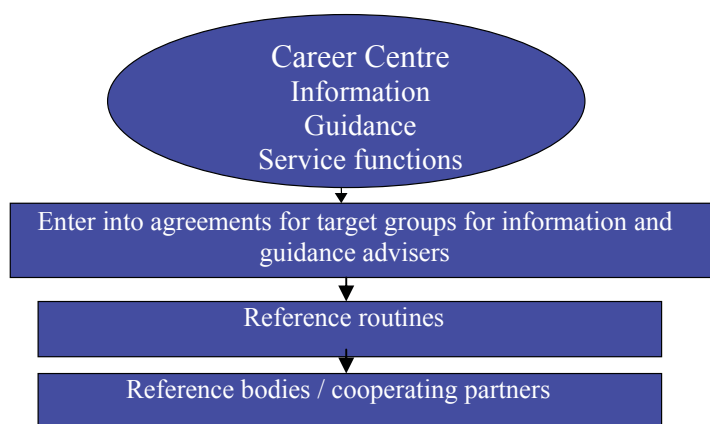 Career Centre
Information
Guidance
Service functions
Enter into agreements for target groups for information and
guidance advisers
Reference routines
Reference bodies / cooperating partners